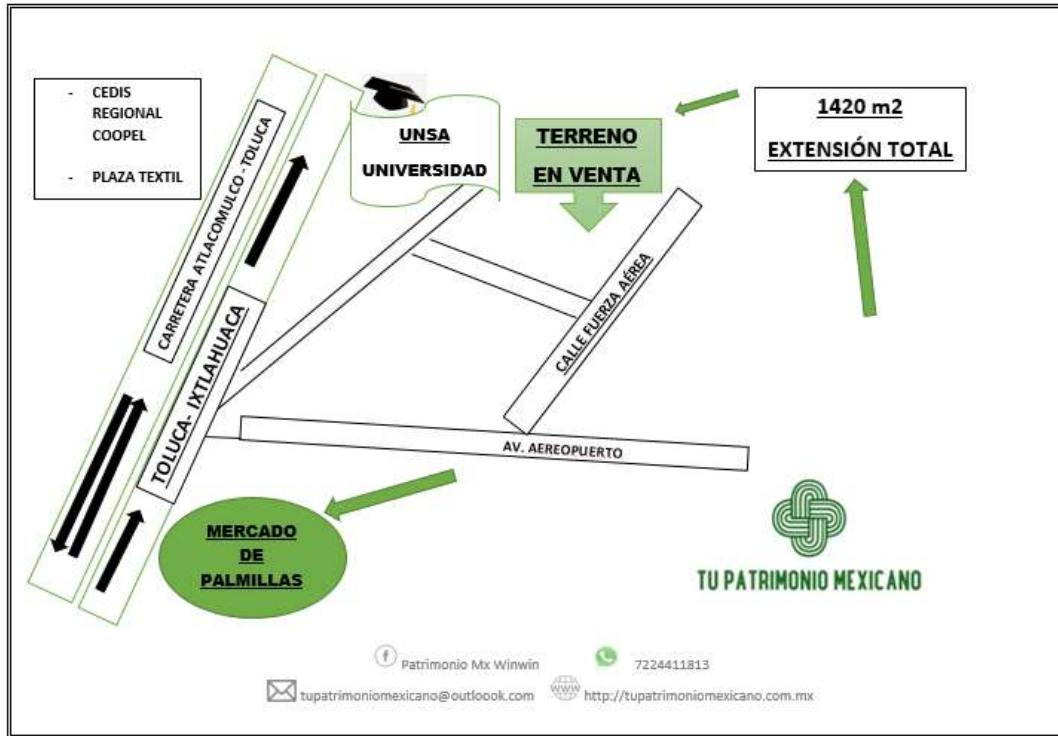 - CEDIS
REGIONAL
COOPEL
- PLAZA TEXTIL
CARRETERA ATLACOMULCO - TOLUCA
TOLUCA- IXTLAHUACA
UNSA
UNIVERSIDAD
TERRENO
EN VENTA
1420 m2
EXTENSIÓN TOTAL
CALLE FUERZA AÉREA
AV. AEREOPUERTO
MERCADO
DE
PALMILLAS
TU PATRIMONIO MEXICANO
f Patrimonio Mx Winwin
7224411813
tupatrimoniomexicano@outloook.com
www http://tupatrimoniomexicano.com.mx